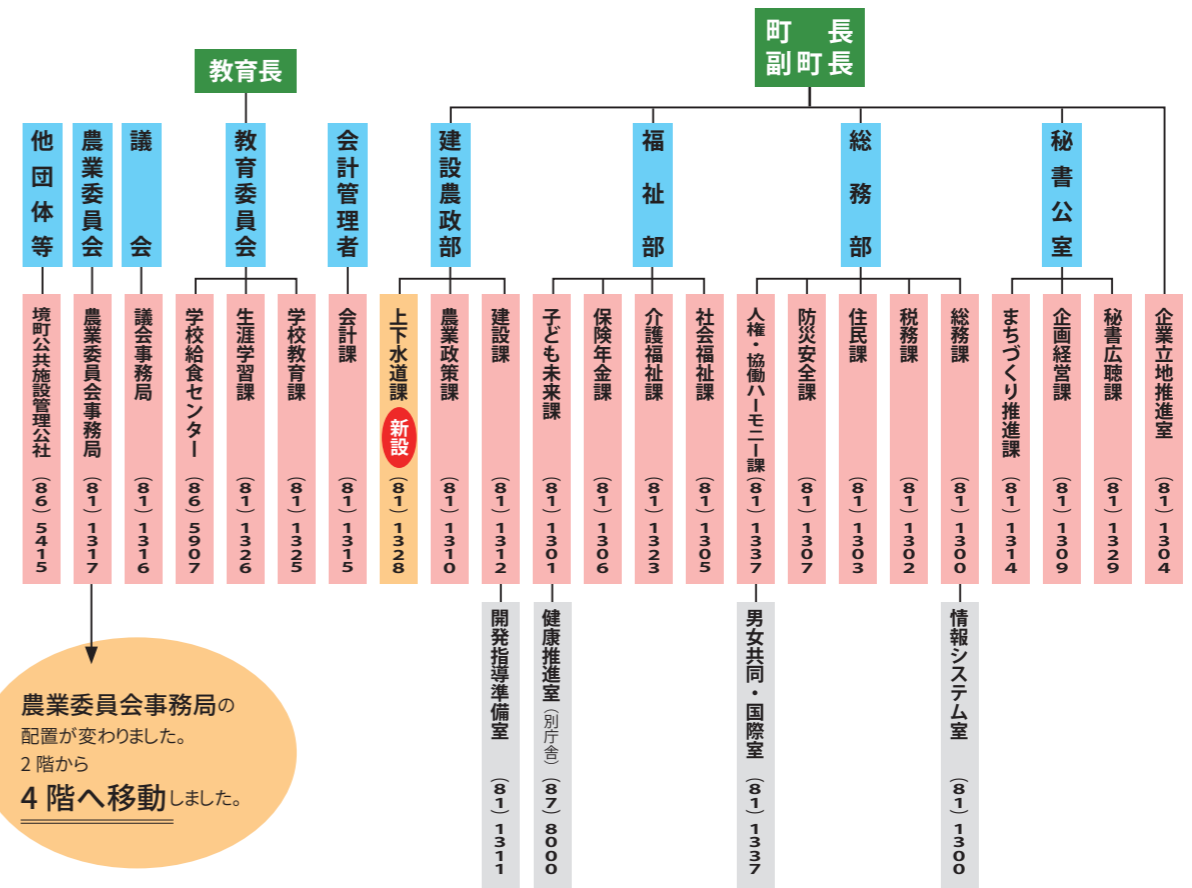 町長
副町長
教育長
秘書公室
総務部
福祉部
建設農政部
会計管理者
教育委員会
議会
農業委員会
他団体等
企業立地推進室 (81) 1304
秘書広聴課 (81) 1329
企画経営課 (81) 1309
まちづくり推進課 (81) 1314
総務課 (81) 1300
税務課 (81) 1302
住民課 (81) 1303
防災安全課 (81) 1307
人権・協働ハーモニー課 (81) 1337
社会福祉課 (81) 1305
介護福祉課 (81) 1323
保険年金課 (81) 1306
子ども未来課 (81) 1301
建設課 (81) 1312
農業政策課 (81) 1310
上下水道課 新設 (81) 1328
会計課 (81) 1315
学校教育課 (81) 1325
生涯学習課 (81) 1326
学校給食センター (86) 5907
議会事務局 (81) 1316
農業委員会事務局 (81) 1317
境町公共施設管理公社 (86) 5415
情報システム室 (81) 1300
男女共同・国際室 (81) 1337
健康推進室(別庁舎) (87) 8000
開発指導準備室 (81) 1311
農業委員会事務局の
配置が変わりました。
2階から
4階へ移動しました。